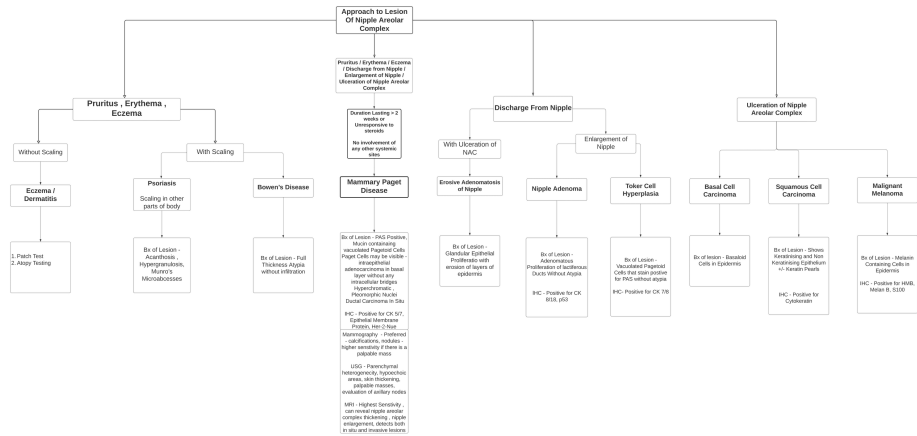 Approach to Lesion
Of Nipple Areolar
Complex
Pruritus / Erythema / Eczema
/ Discharge from Nipple /
Enlargement of Nipple /
Ulceration of Nipple Areolar
Complex
Pruritus , Erythema ,
Eczema
Discharge From Nipple
Ulceration of Nipple
Areolar Complex
Duration Lasting > 2
weeks or
Unresponsive to
steroids
No involvement of
any other systemic
sites
Without Scaling
With Scaling
With Ulceration of
NAC
Enlargement of
Nipple
Eczema /
Dermatitis
Psoriasis
Scaling in other
parts of body
Bowen's Disease
Mammary Paget
Disease
Erosive Adenomatosis
of Nipple
Nipple Adenoma
Toker Cell
Hyperplasia
Basal Cell
Carcinoma
Squamous Cell
Carcinoma
Malignant
Melanoma
1. Patch Test
2. Atopy Testing
Bx of Lesion -
Acanthosis ,
Hypergranulosis,
Munro's
Microabcesses
Bx of Lesion - Full
Thickness Atypia
without infiltration
Bx of Lesion - PAS Positive,
Mucin containaing
vacuolated Pagetoid Cells
Paget Cells may be visible -
intraepithelial
adenocarcinoma in basal
layer without any
intracellular bridges
Hyperchromatic ,
Pleomorphic Nuclei
Ductal Carcinoma In Situ
IHC - Positive for CK 5/7,
Epithelial Membrane
Protein, Her-2-Nue
Mammography - Preferred
- calcifications, nodules -
higher senstivity if there is a
palpable mass
USG - Parenchymal
heterogenecity, hypoechoic
areas, skin thickening,
palpable masses,
evaluation of axillary nodes
MRI - Highest Senstivity ,
can reveal nipple areolar
complex thickening , nipple
enlargement, detects both
in situ and invasive lesions
Bx of Lesion -
Glandular Epithelial
Proliferatio with
erosion of layers of
epidermis
Bx of Lesion -
Adenomatous
Proliferation of lactiferous
Ducts Without Atypia
IHC - Positive for CK
8/18, p53
Bx of Lesion -
Vacuolated Pagetoid
Cells that stain postive
for PAS without atypia
IHC- Positive for CK 7/8
Bx of Lesion - Basaloid
Cells in Epidermis
Bx of Lesion - Shows
Keratinising and Non
Keratinising Epithelium
+/- Keratin Pearls
IHC - Positive for
Cytokeratin
Bx of Lesion - Melanin
Containing Cells in
Epidermis
IHC - Positive for HMB,
Melan B, S100